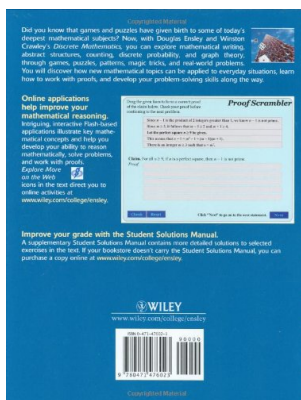 Copyrighted Material
Did you know that games and puzzles have given birth to some of today's
deepest mathematical subjects? Now, with Douglas Ensley and Winston
Crawley's Discrete Mathematics, you can explore mathematical writing,
abstract structures, counting, discrete probability, and graph theory,
through games, puzzles, patterns, magic tricks, and real-world problems.
You will discover how new mathematical topics can be applied to everyday situations, learn
how to work with proofs, and develop your problem-solving skills along the way.
Online applications
help improve your
mathematical reasoning.
Intriguing, interactive Flash-based
applications illustrate key mathe-
matical concepts and help you
develop your ability to reason
mathematically, solve problems,
and work with proofs.
Explore More
on the Web
icons in the text direct you to
online activities at
www.wiley.com/college/ensley.
Proof Scrambler
Improve your grade with the Student Solutions Manual.
A supplementary Student Solutions Manual contains more detailed solutions to selected
exercises in the text. If your bookstore doesn't carry the Student Solutions Manual, you can
purchase a copy online at www.wiley.com/college/ensley.
WILEY
www.wiley.com/college/ensley
90000
9 780471 476023
Copyrighted Material